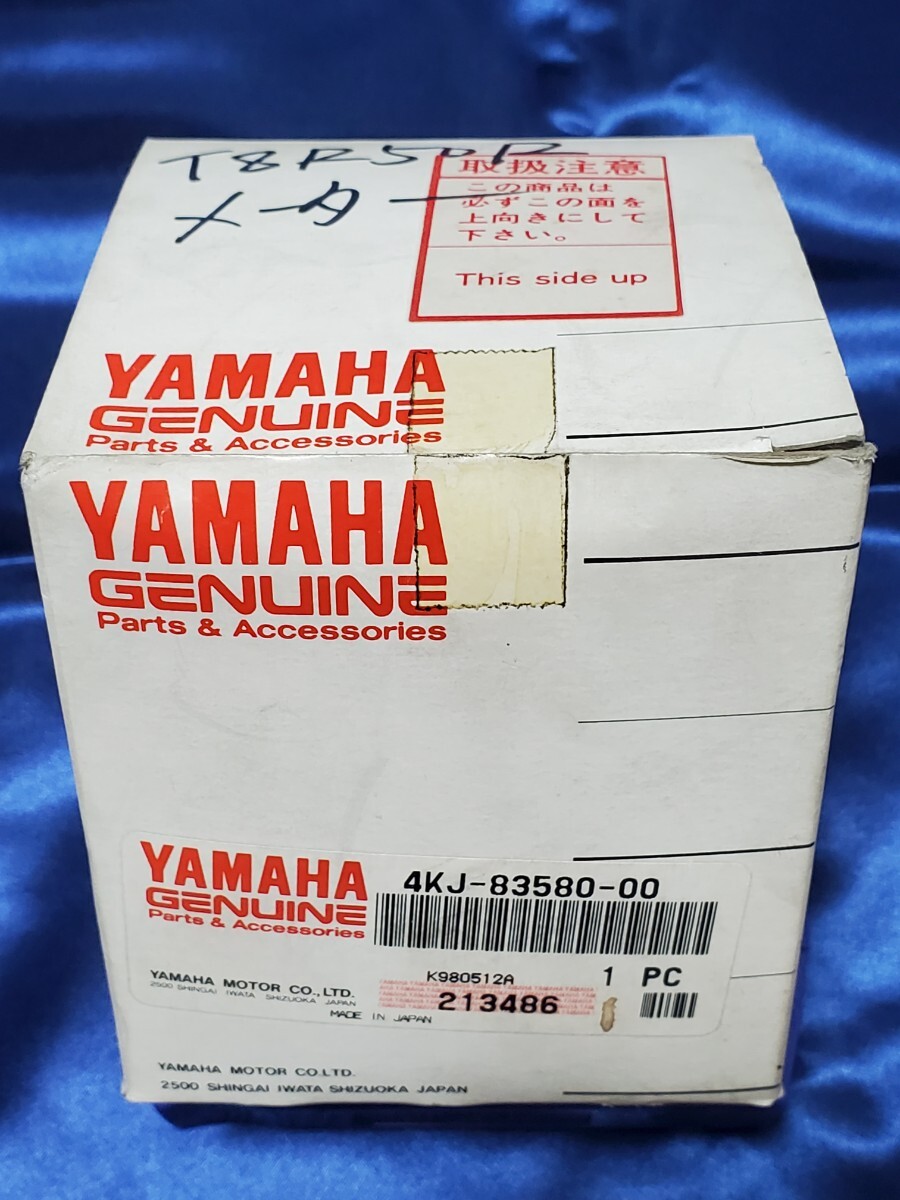 T8R50R
メーター
取扱注意
この商品は
必ずこの面を
上向きにして
下さい。
This side up
YAMAHA
GENUINE
Parts & Accessories
YAMAHA
GENUINE
Parts & Accessories
YAMAHA
GENUINE
Parts & Accessories
4KJ-83580-00
K980512A
1 PC
YAMAHA MOTOR CO.,LTD.
2500 SHINGAI IWATA SHIZUOKA JAPAN
213486
MADE IN JAPAN
YAMAHA MOTOR CO.LTD.
2500 SHINGAI IWATA SHIZUOKA JAPAN